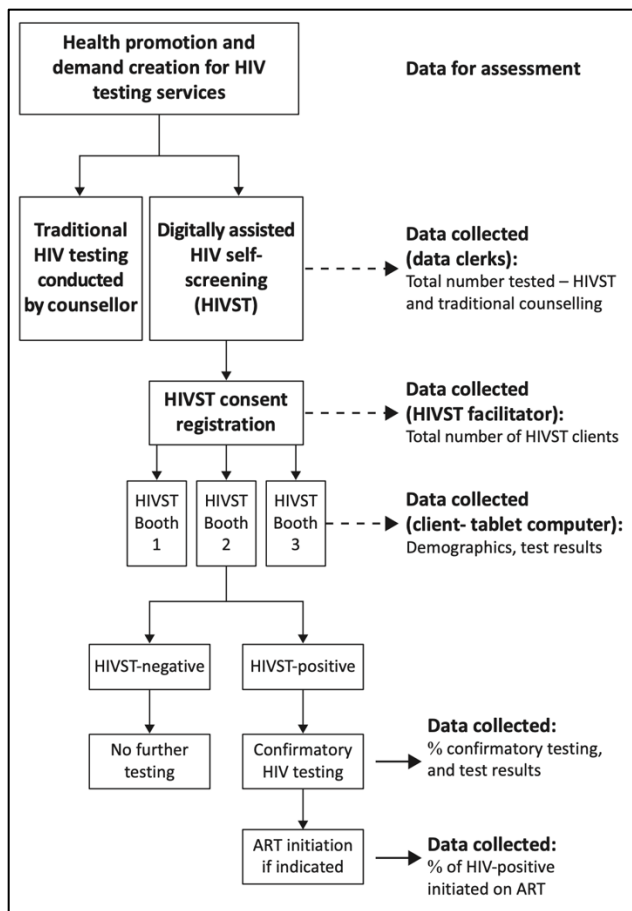 Health promotion and
demand creation for HIV
testing services
Data for assessment
Traditional
HIV testing
conducted
by counsellor
Digitally assisted
HIV self-
screening
(HIVST)
Data collected
(data clerks):
Total number tested – HIVST
and traditional counselling
HIVST consent
registration
Data collected
(HIVST facilitator):
Total number of HIVST clients
HIVST
Booth
1
HIVST
Booth
2
HIVST
Booth
3
Data collected
(client- tablet computer):
Demographics, test results
HIVST-negative
HIVST-positive
No further
testing
Confirmatory
HIV testing
Data collected:
% confirmatory testing,
and test results
ART initiation
if indicated
Data collected:
% of HIV-positive
initiated on ART